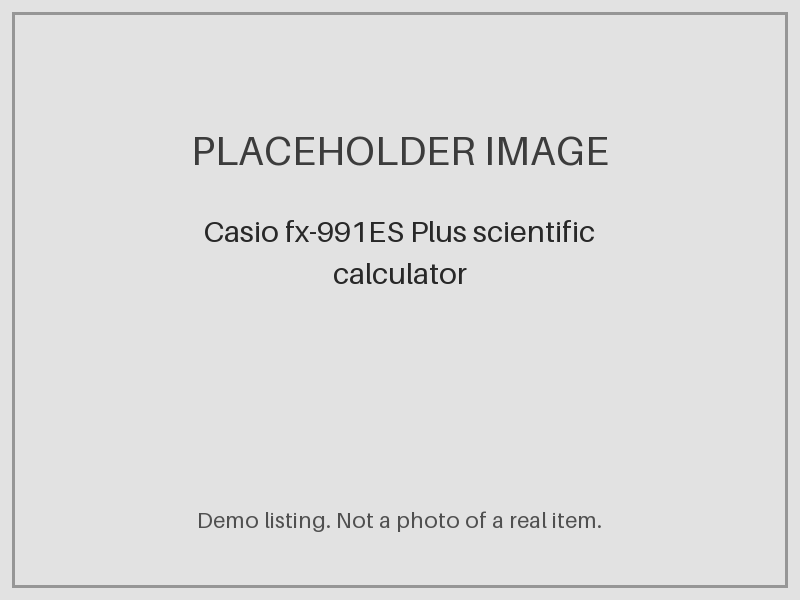 PLACEHOLDER IMAGE
Casio fx-991ES Plus scientific
calculator
Demo listing. Not a photo of a real item.